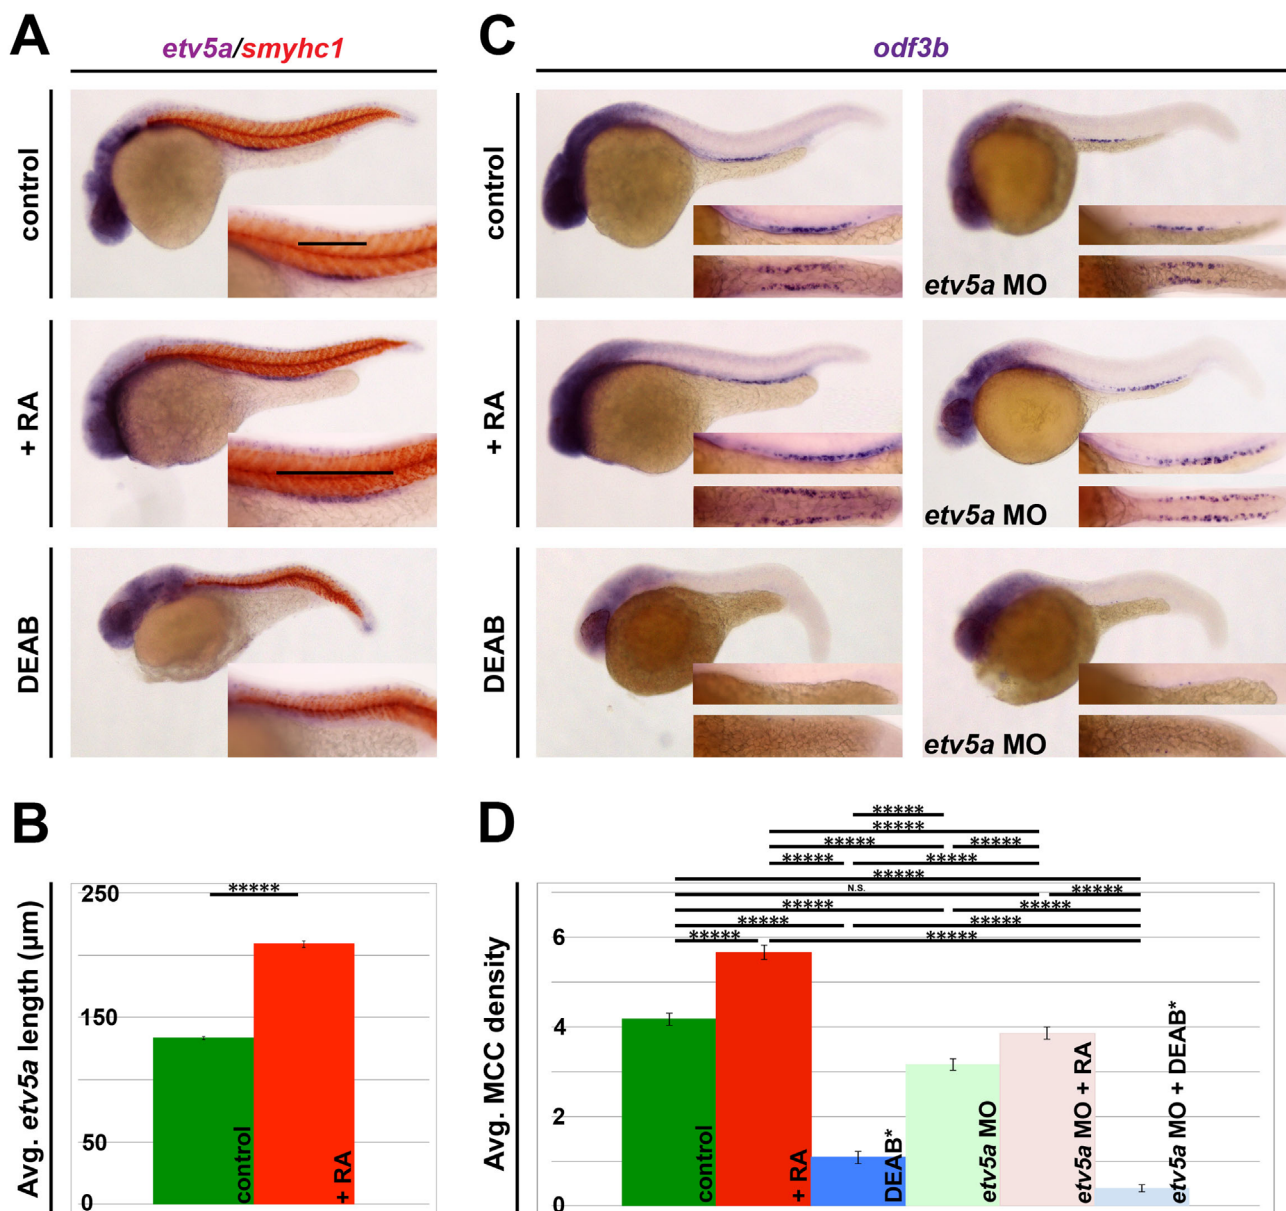 A
etv5a/smyhc1
control
+ RA
DEAB
C
odf3b
control
etv5a MO
+ RA
etv5a MO
DEAB
etv5a MO
B
Avg. etv5a length (µm)
250
150
50
0
*****
control
+ RA
D
Avg. MCC density
6
4
2
0
*****
*****
***** *****
***** *****
*****
N.S. *****
***** *****
***** *****
***** *****
control
+ RA
DEAB*
etv5a MO
etv5a MO + RA
etv5a MO + DEAB*